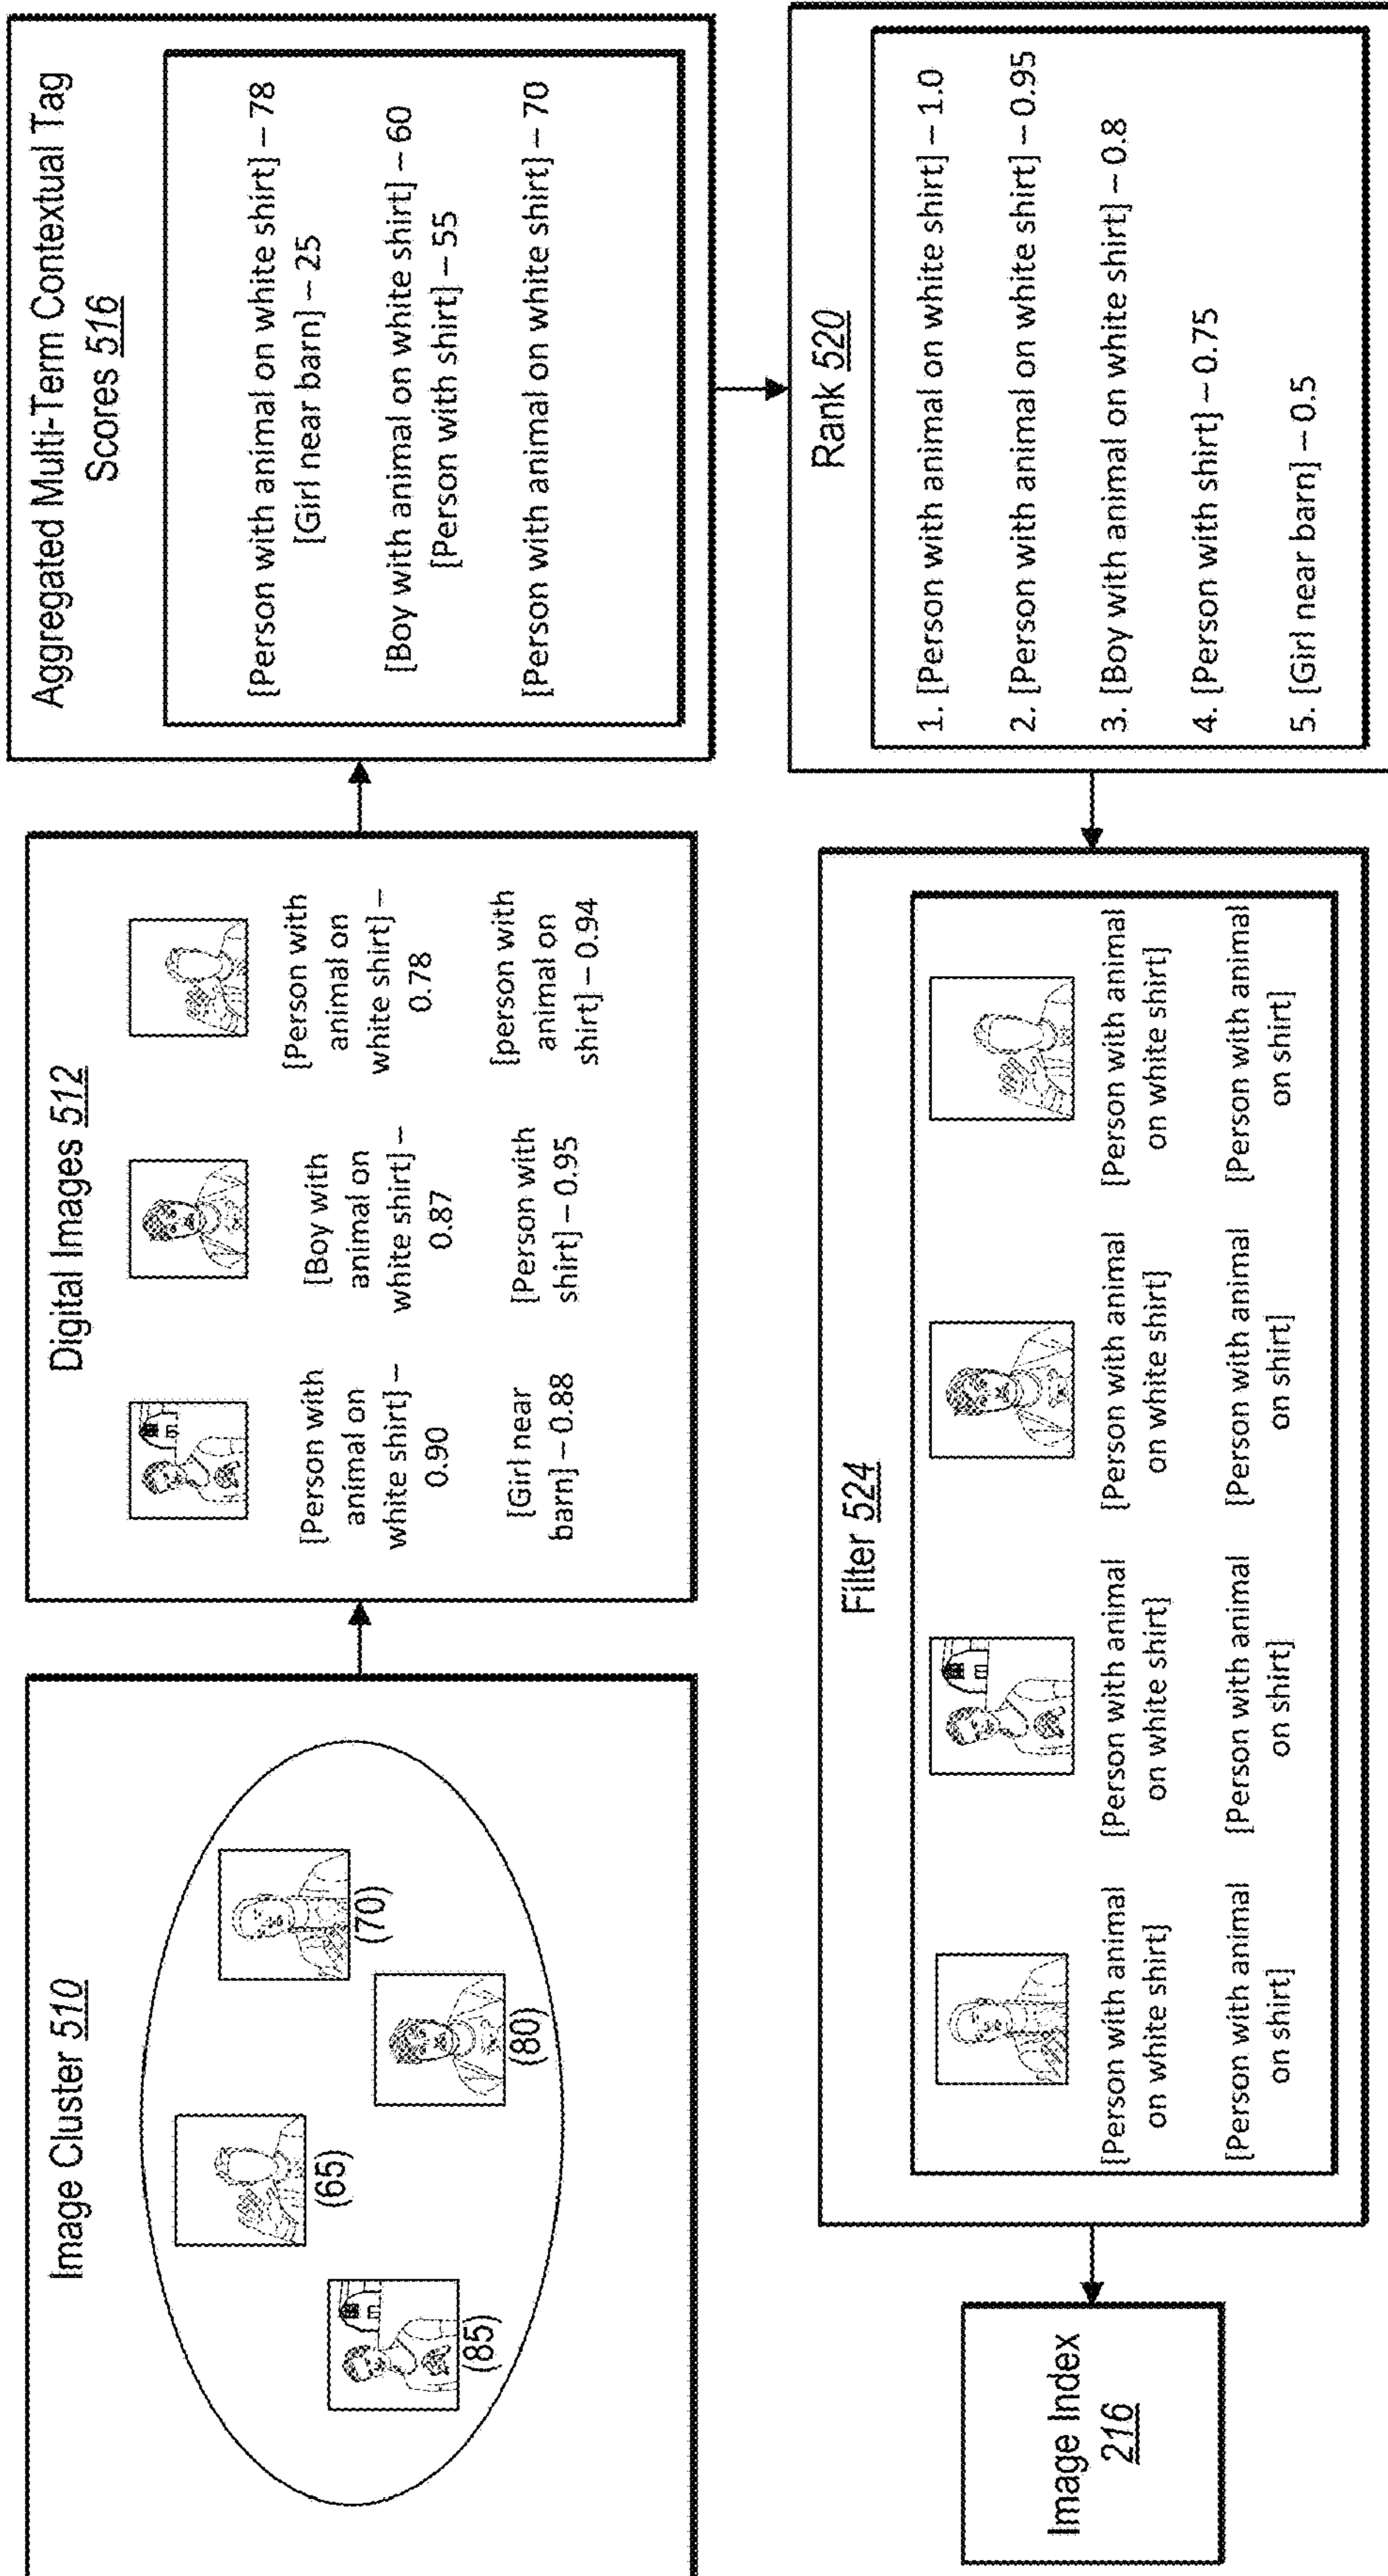 Image Cluster 510
(85)
(65)
(80)
(70)
Digital Images 512
[Person with
animal on
white shirt] –
0.90
[Girl near
barn] – 0.88
[Boy with
animal on
white shirt] –
0.87
[Person with
shirt] – 0.95
[Person with
animal on
white shirt] –
0.78
[person with
animal on
shirt] – 0.94
Aggregated Multi-Term Contextual Tag
Scores 516
[Person with animal on white shirt] – 78
[Girl near barn] – 25
[Boy with animal on white shirt] – 60
[Person with shirt] – 55
[Person with animal on white shirt] – 70
Rank 520
1. [Person with animal on white shirt] – 1.0
2. [Person with animal on white shirt] – 0.95
3. [Boy with animal on white shirt] – 0.8
4. [Person with shirt] – 0.75
5. [Girl near barn] – 0.5
Filter 524
[Person with animal
on white shirt]
[Person with animal
on shirt]
[Person with animal
on white shirt]
[Person with animal
on shirt]
[Person with animal
on white shirt]
[Person with animal
on shirt]
[Person with animal
on white shirt]
[Person with animal
on shirt]
Image Index
216